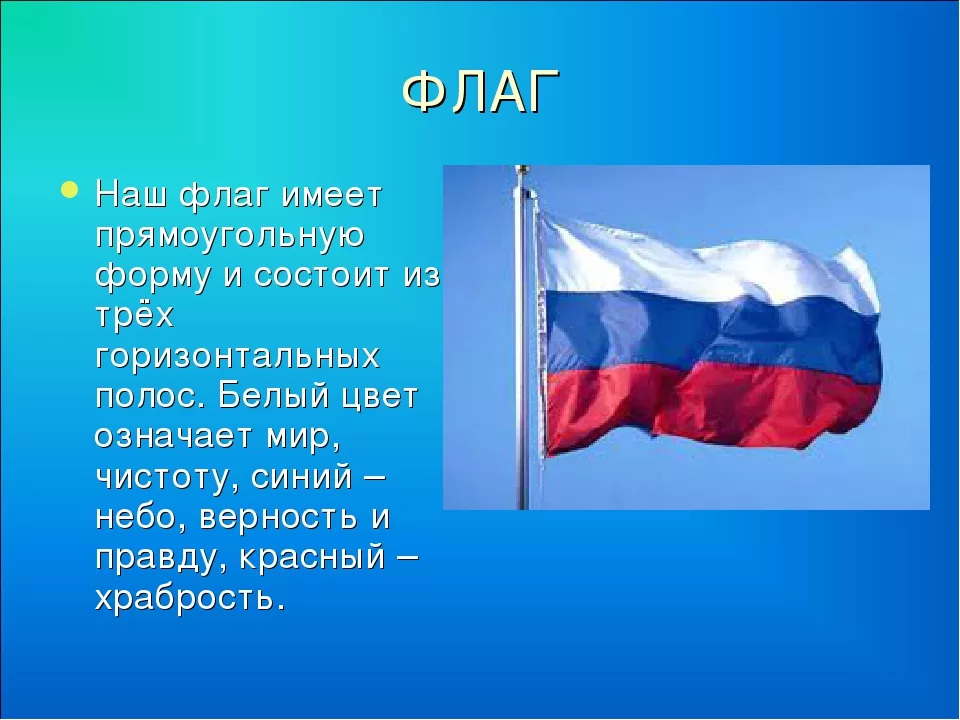 ФЛАГ
Наш флаг имеет
прямоугольную
форму и состоит из
трёх
горизонтальных
полос. Белый цвет
означает мир,
чистоту, синий –
небо, верность и
правду, красный –
храбрость.